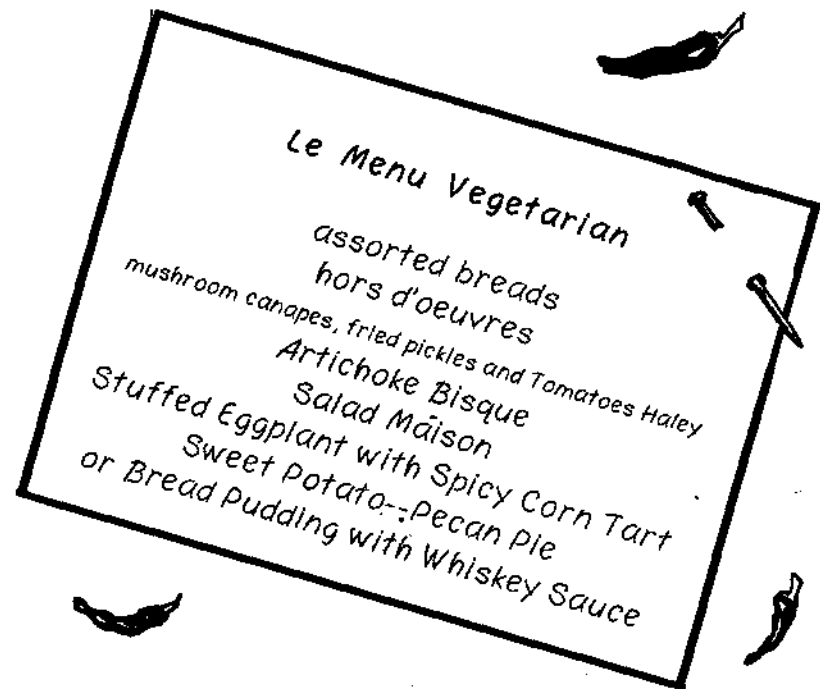 Le Menu Vegetarian
assorted breads
hors d'oeuvres
mushroom canapes, fried pickles and Tomatoes Haley
Artichoke Bisque
Salad Maison
Stuffed Eggplant with Spicy Corn Tart
Sweet Potato--Pecan Pie
or Bread Pudding with Whiskey Sauce